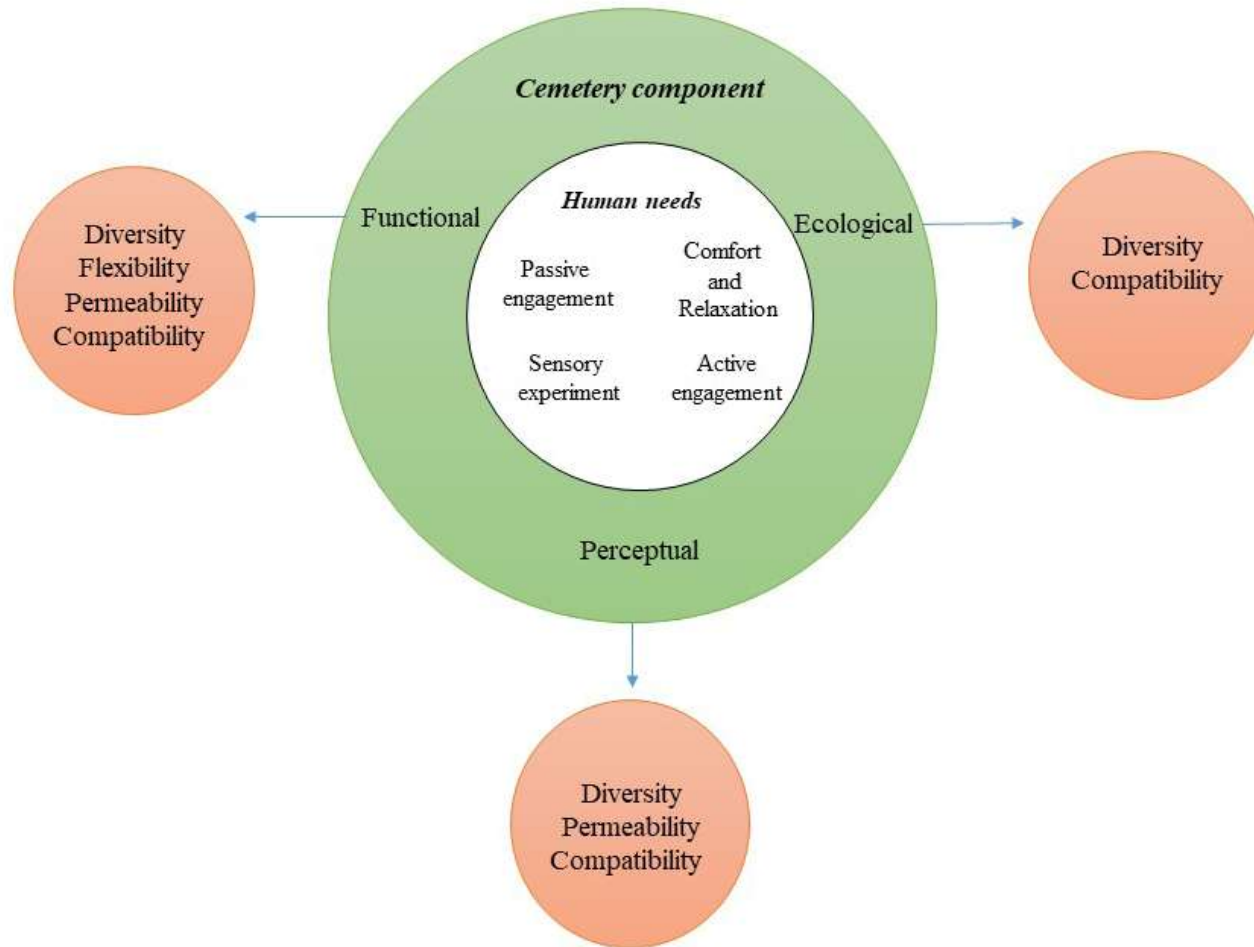 Cemetery component
Human needs
Functional
Ecological
Passive
engagement
Comfort
and
Relaxation
Sensory
experiment
Active
engagement
Perceptual
Diversity
Flexibility
Permeability
Compatibility
Diversity
Compatibility
Diversity
Permeability
Compatibility